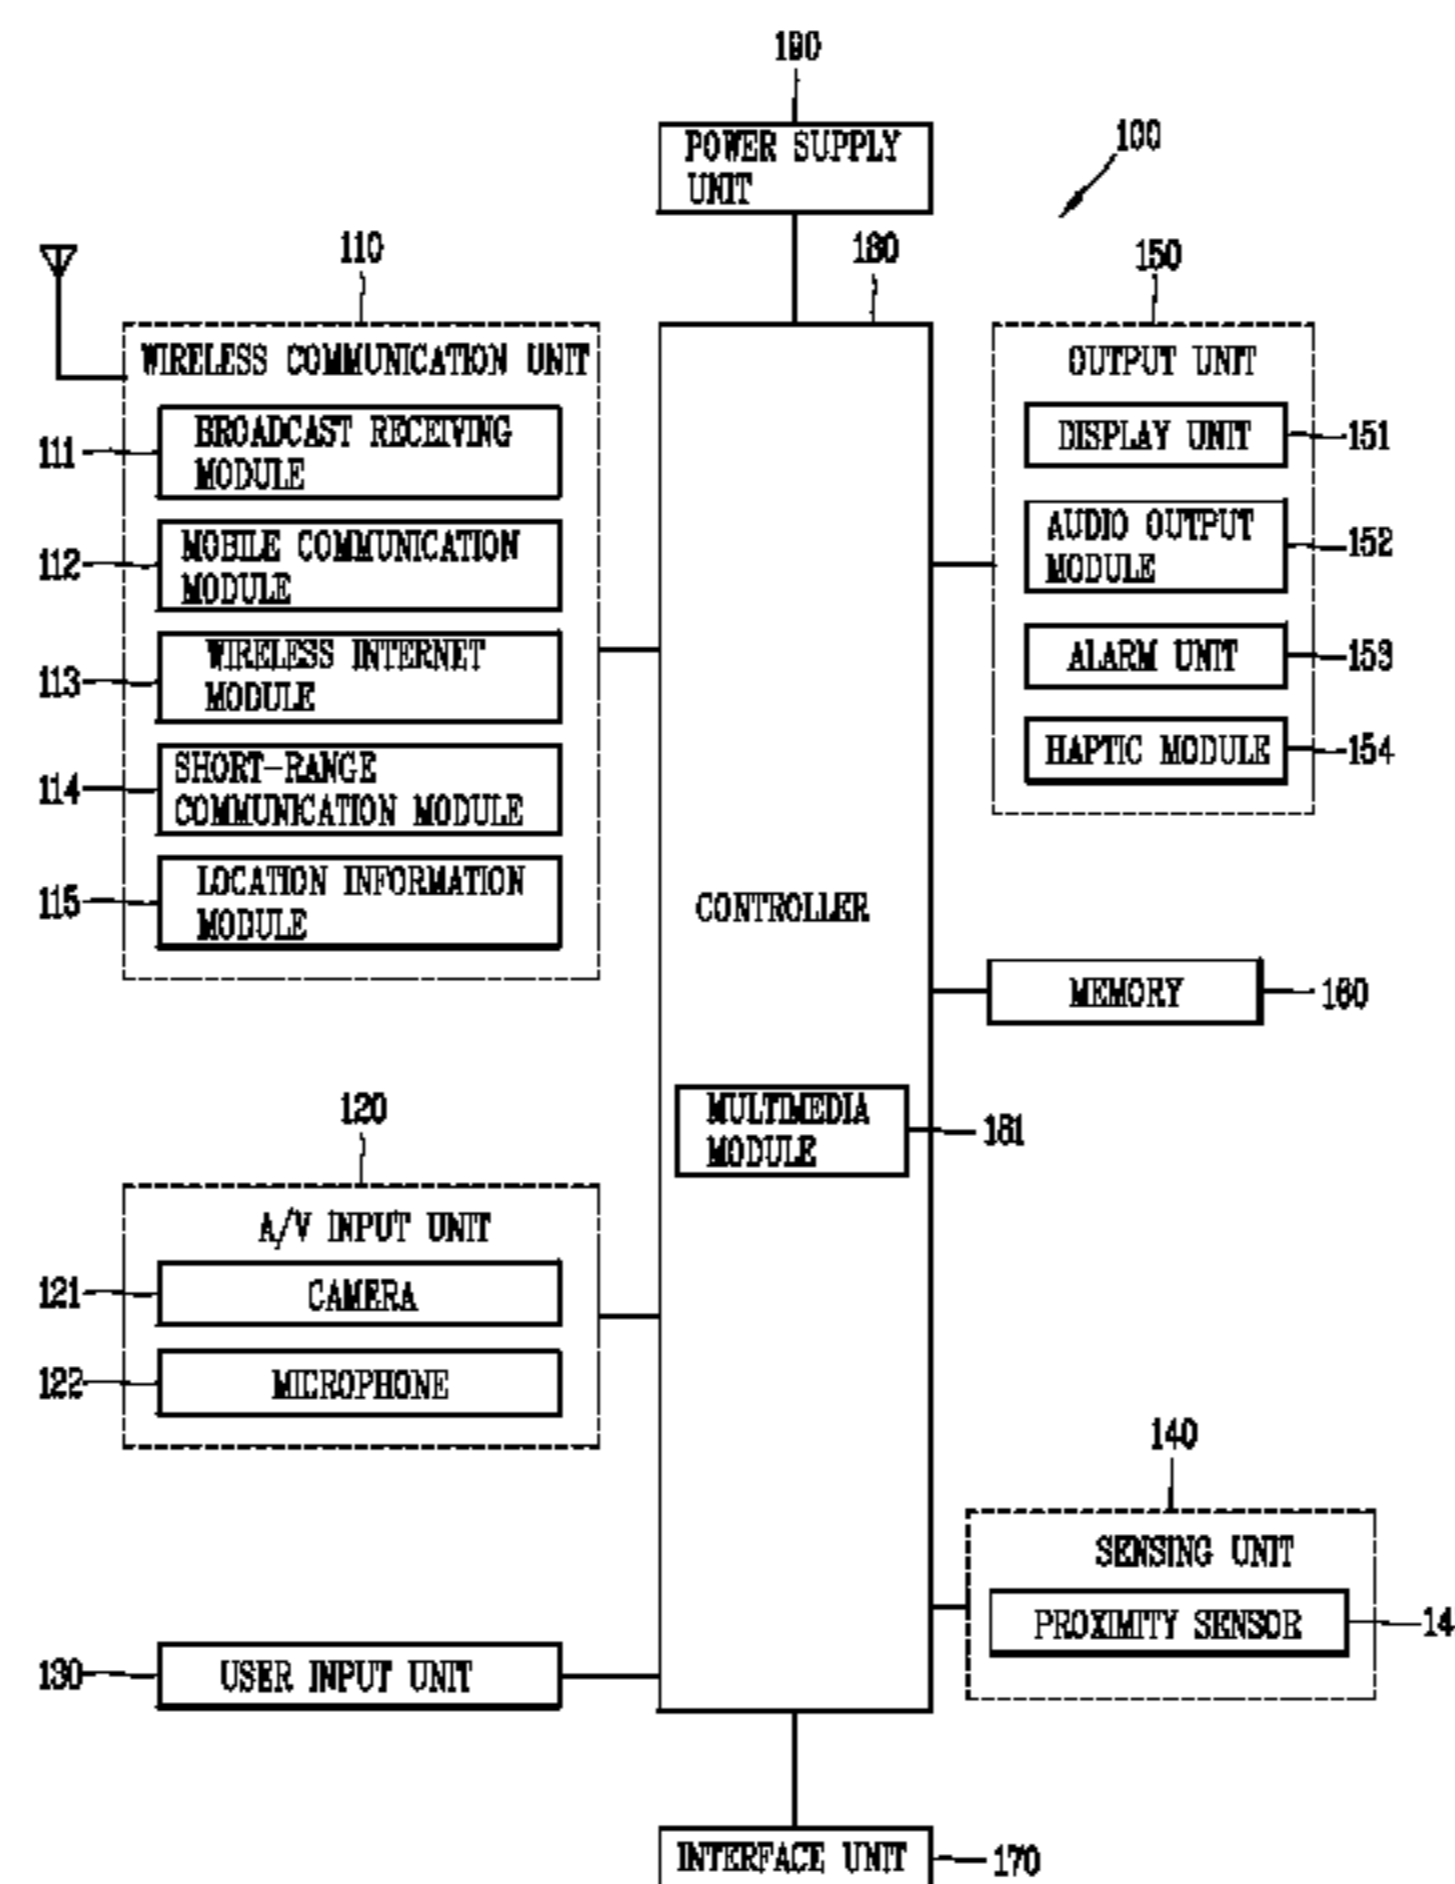 190
POWER SUPPLY
UNIT
100
110
180
150
WIRELESS COMMUNICATION UNIT
OUTPUT UNIT
111
BROADCAST RECEIVING
MODULE
DISPLAY UNIT
151
112
MOBILE COMMUNICATION
MODULE
AUDIO OUTPUT
MODULE
152
113
WIRELESS INTERNET
MODULE
ALARM UNIT
153
114
SHORT-RANGE
COMMUNICATION MODULE
HAPTIC MODULE
154
115
LOCATION INFORMATION
MODULE
CONTROLLER
MEMORY
160
MULTIMEDIA
MODULE
181
120
A/V INPUT UNIT
121
CAMERA
122
MICROPHONE
140
SENSING UNIT
PROXIMITY SENSOR
14
130
USER INPUT UNIT
INTERFACE UNIT
170